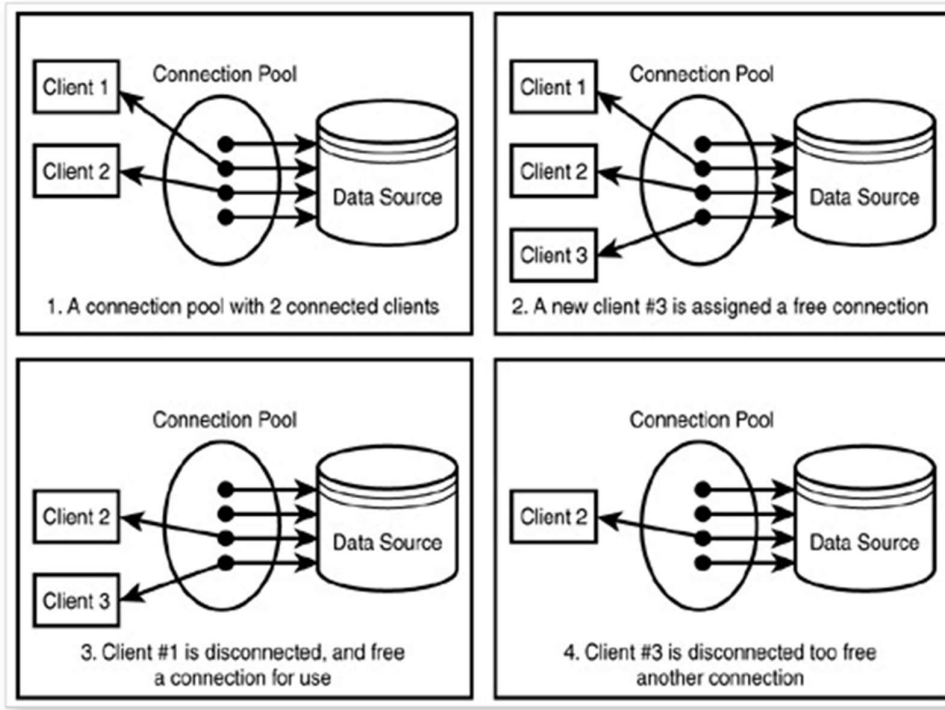 Connection Pool
Client 1
Client 2
Data Source
1. A connection pool with 2 connected clients
Connection Pool
Client 1
Client 2
Client 3
Data Source
2. A new client #3 is assigned a free connection
Connection Pool
Client 2
Client 3
Data Source
3. Client #1 is disconnected, and free
a connection for use
Connection Pool
Client 2
Data Source
4. Client #3 is disconnected too free
another connection